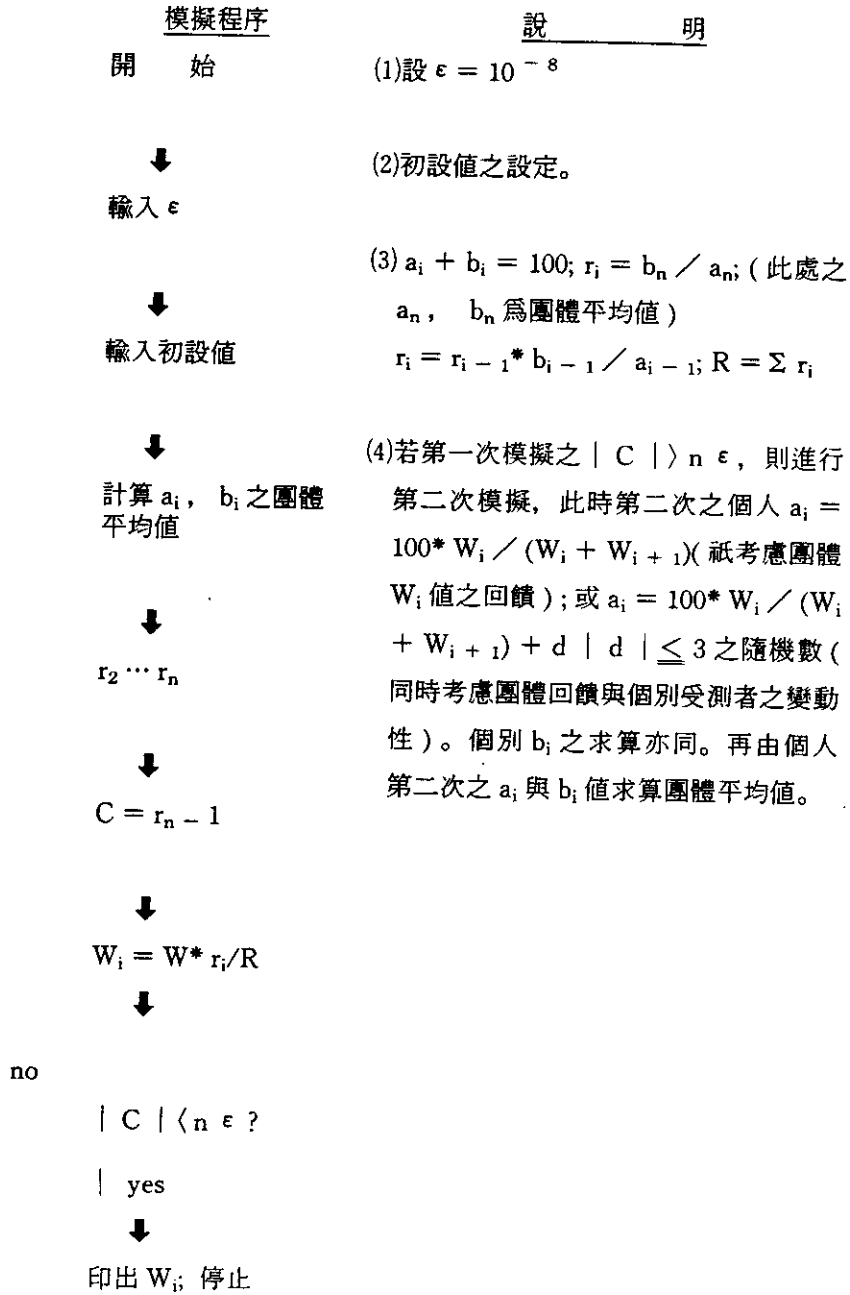 模擬程序
開 始
⬇
輸入 ε
⬇
輸入初設値
⬇
計算 aᵢ， bᵢ 之團體
平均値
⬇
r₂ ⋯ rₙ
⬇
C = rₙ − 1
⬇
Wᵢ = W* rᵢ/R
⬇
no
| C |〈 n ε ?
| yes
⬇
印出 Wᵢ; 停止
說 明
(1)設 ε = 10 ⁻ ⁸
(2)初設値之設定。
(3) aᵢ + bᵢ = 100; rᵢ = bₙ ／ aₙ; ( 此處之
aₙ， bₙ 爲團體平均値 )
rᵢ = rᵢ ₋ ₁* bᵢ ₋ ₁ ／ aᵢ ₋ ₁; R = Σ rᵢ
(4)若第一次模擬之 | C | 〉 n ε， 則進行
第二次模擬， 此時第二次之個人 aᵢ =
100* Wᵢ ／ (Wᵢ + Wᵢ ₊ ₁)( 祇考慮團體
Wᵢ 値之回饋 ) ; 或 aᵢ = 100* Wᵢ ／ (Wᵢ
+ Wᵢ ₊ ₁) + d | d | ≦ 3 之隨機數 (
同時考慮團體回饋與個別受測者之變動
性 ) 。 個別 bᵢ 之求算亦同。 再由個人
第二次之 aᵢ 與 bᵢ 値求算團體平均値。